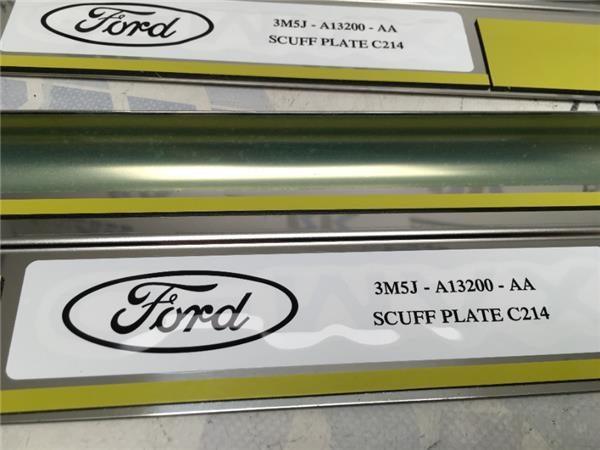 Ford
3M5J - A13200 - AA
SCUFF PLATE C214
Ford
3M5J - A13200 - AA
SCUFF PLATE C214